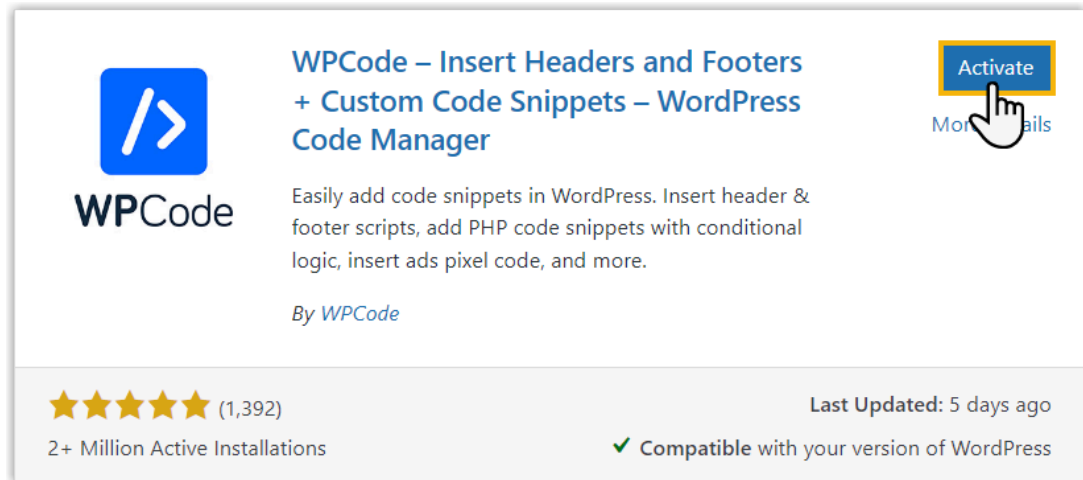 WPCode – Insert Headers and Footers
+ Custom Code Snippets – WordPress
Code Manager
Activate
WPCode
Easily add code snippets in WordPress. Insert header &
footer scripts, add PHP code snippets with conditional
logic, insert ads pixel code, and more.
By WPCode
(1,392)
2+ Million Active Installations
Last Updated: 5 days ago
Compatible with your version of WordPress